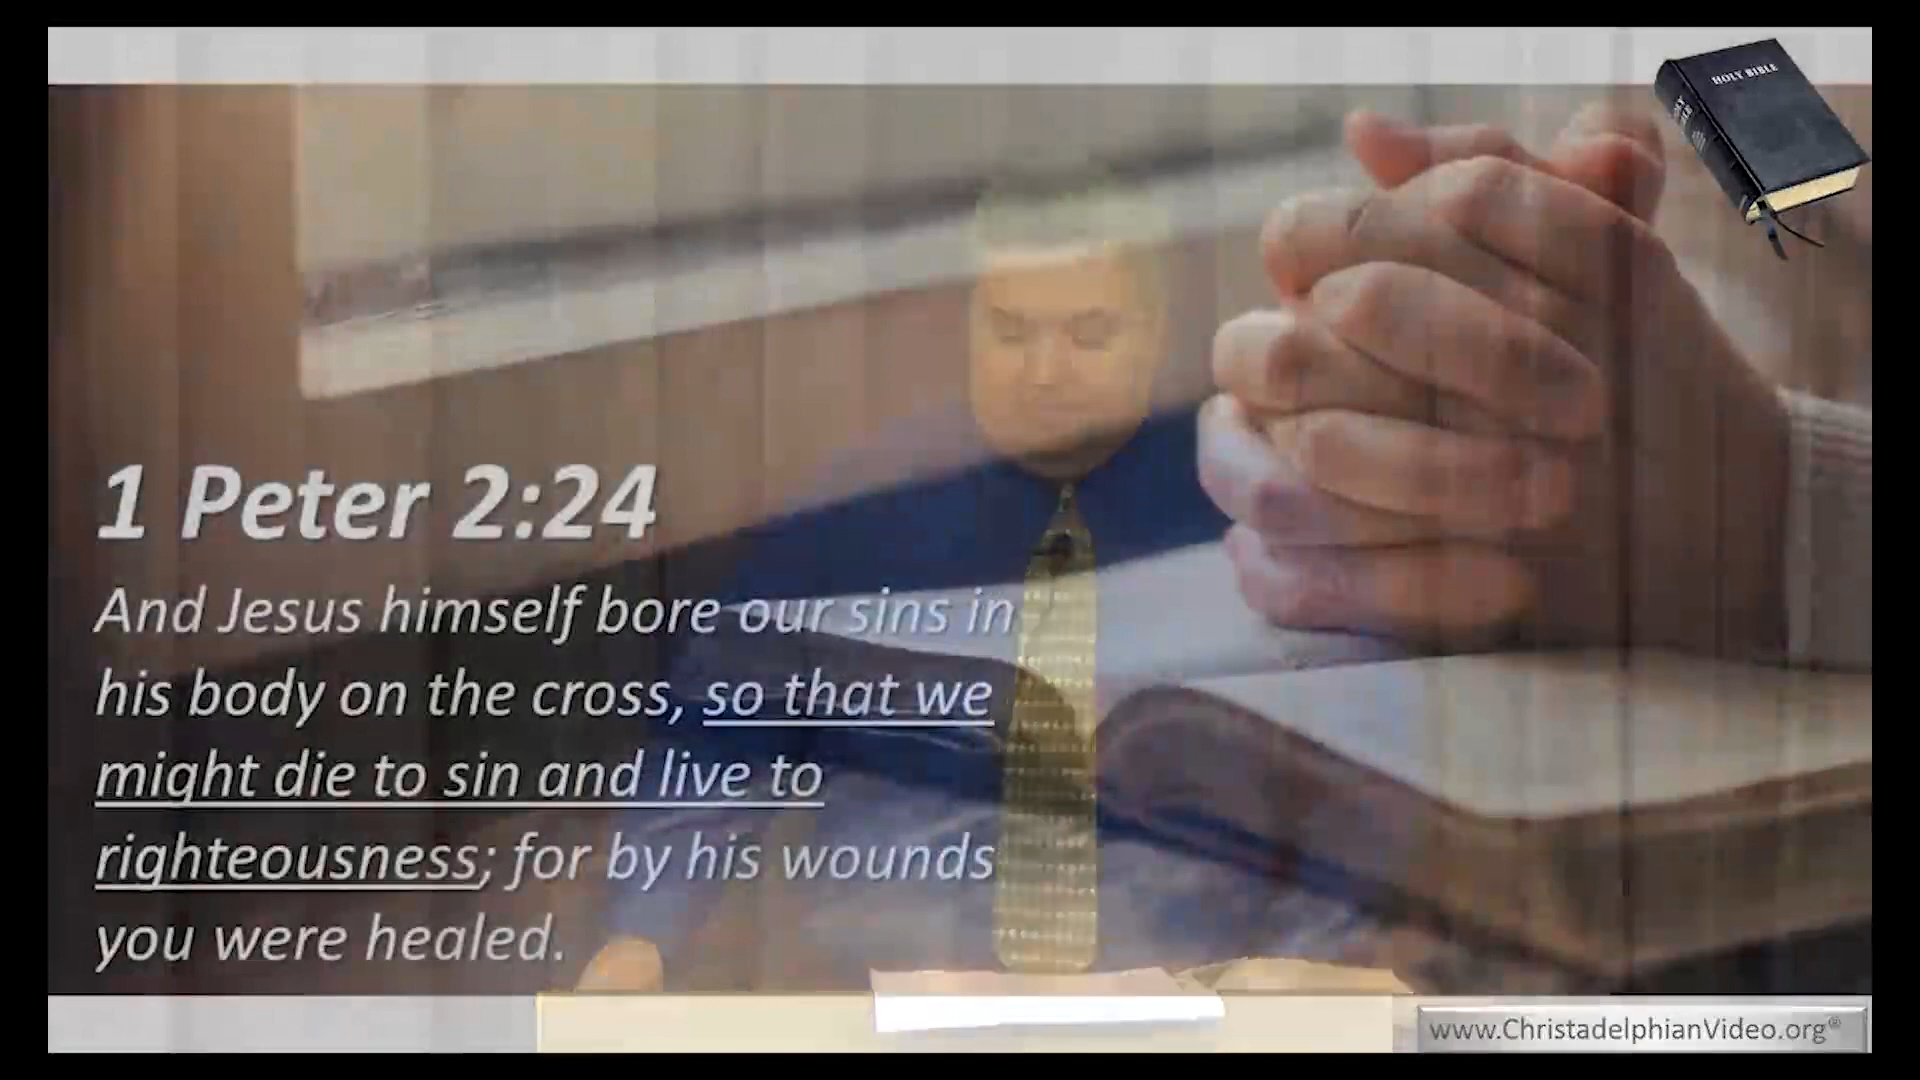 HOLY BIBLE
1 Peter 2:24
And Jesus himself bore our sins in
his body on the cross, so that we
might die to sin and live to
righteousness; for by his wounds
you were healed.
www.ChristadelphianVideo.org®